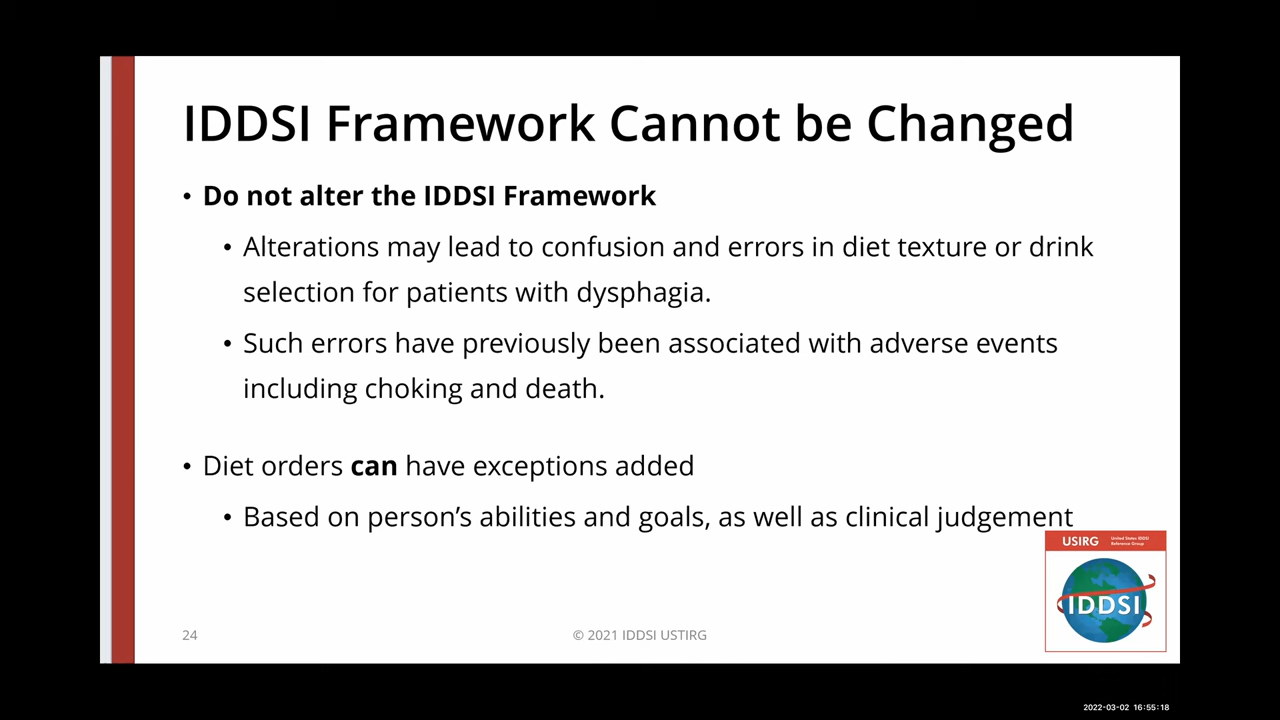 IDDSI Framework Cannot be Changed
• Do not alter the IDDSI Framework
• Alterations may lead to confusion and errors in diet texture or drink
selection for patients with dysphagia.
• Such errors have previously been associated with adverse events
including choking and death.
• Diet orders can have exceptions added
• Based on person’s abilities and goals, as well as clinical judgement
USIRG
United States IDDSI
Reference Group
IDDSI
24
© 2021 IDDSI USTIRG
2022-03-02 16:55:18